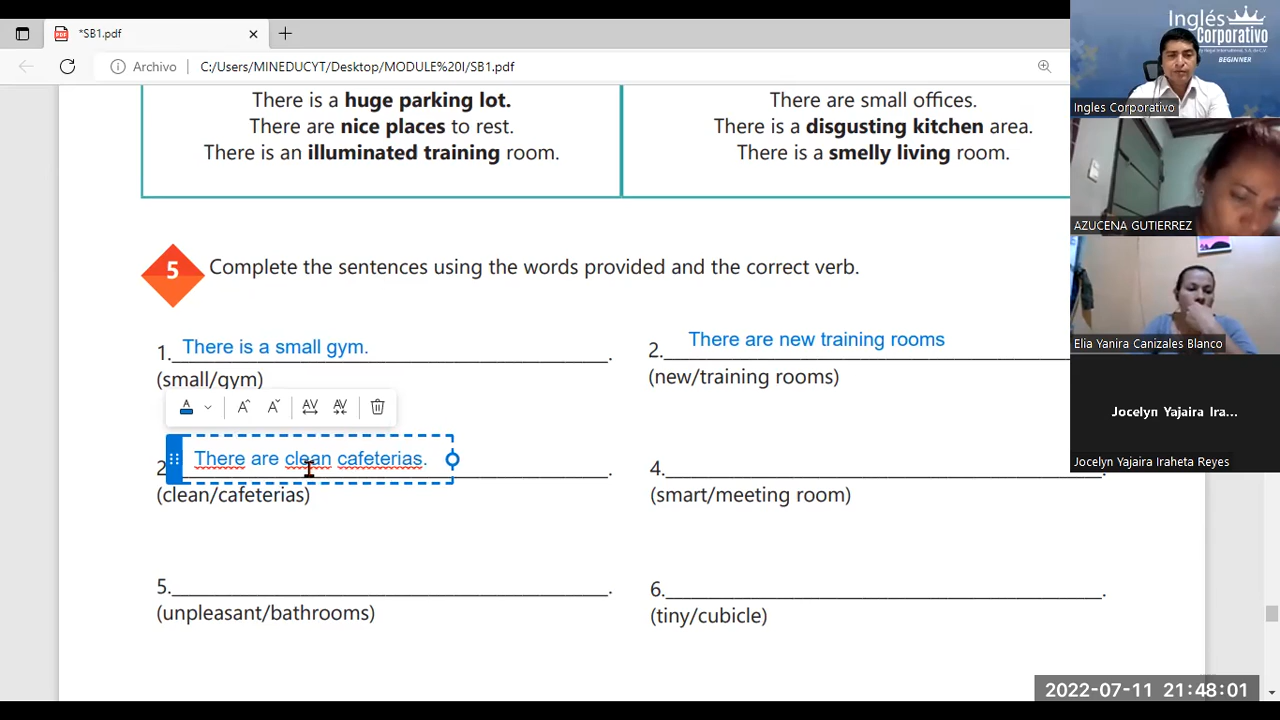 *SB1.pdf
Archivo
C:/Users/MINEDUCYT/Desktop/MODULE%20I/SB1.pdf
There is a huge parking lot.
There are nice places to rest.
There is an illuminated training room.
There are small offices.
There is a disgusting kitchen area.
There is a smelly living room.
5
Complete the sentences using the words provided and the correct verb.
1. There is a small gym. .
(small/gym)
2. There are new training rooms
(new/training rooms)
2 There are clean cafeterias. .
(clean/cafeterias)
4. .
(smart/meeting room)
5. .
(unpleasant/bathrooms)
6. .
(tiny/cubicle)
Inglés
Corporativo
BEGINNER
Ingles Corporativo
AZUCENA GUTIERREZ
Elia Yanira Canizales Blanco
Jocelyn Yajaira Ira...
Jocelyn Yajaira Iraheta Reyes
2022-07-11 21:48:01